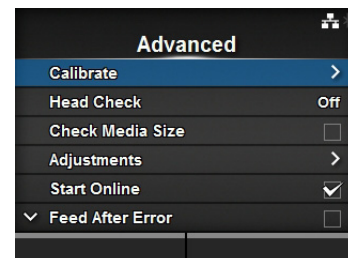 Advanced
Calibrate
Head Check Off
Check Media Size
Adjustments
Start Online
Feed After Error